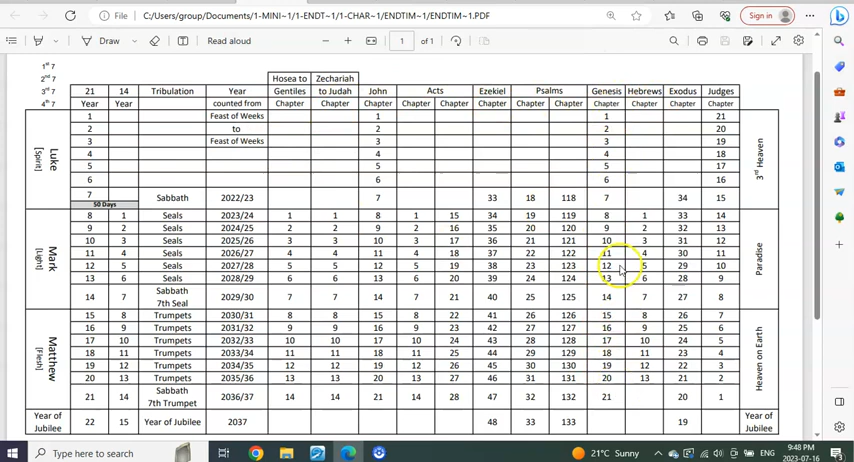 File C:/Users/group/Documents/1-MINI~1/1-ENDT~1/1-CHAR~1/ENDTIM~1/ENDTIM~1.PDF Sign in
Draw Read aloud 1 of 1
1st 7
2nd 7 Hosea to Zechariah
3rd 7 21 14 Tribulation Year Gentiles to Judah John Acts Ezekiel Psalms Genesis Hebrews Exodus Judges
4th 7 Year Year counted from Chapter Chapter Chapter Chapter Chapter Chapter Chapter Chapter Chapter Chapter Chapter Chapter
Luke [Spirit] 3rd Heaven
1 Feast of Weeks 1 1 21
2 to 2 2 20
3 Feast of Weeks 3 3 19
4 4 4 18
5 5 5 17
6 6 6 16
7 Sabbath 2022/23 7 33 18 118 7 34 15
50 Days
Mark [Light] Paradise
8 1 Seals 2023/24 1 1 8 1 15 34 19 119 8 1 33 14
9 2 Seals 2024/25 2 2 9 2 16 35 20 120 9 2 32 13
10 3 Seals 2025/26 3 3 10 3 17 36 21 121 10 3 31 12
11 4 Seals 2026/27 4 4 11 4 18 37 22 122 11 4 30 11
12 5 Seals 2027/28 5 5 12 5 19 38 23 123 12 5 29 10
13 6 Seals 2028/29 6 6 13 6 20 39 24 124 13 6 28 9
14 7 Sabbath 7th Seal 2029/30 7 7 14 7 21 40 25 125 14 7 27 8
Matthew [Flesh] Heaven on Earth
15 8 Trumpets 2030/31 8 8 15 8 22 41 26 126 15 8 26 7
16 9 Trumpets 2031/32 9 9 16 9 23 42 27 127 16 9 25 6
17 10 Trumpets 2032/33 10 10 17 10 24 43 28 128 17 10 24 5
18 11 Trumpets 2033/34 11 11 18 11 25 44 29 129 18 11 23 4
19 12 Trumpets 2034/35 12 12 19 12 26 45 30 130 19 12 22 3
20 13 Trumpets 2035/36 13 13 20 13 27 46 31 131 20 13 21 2
21 14 Sabbath 7th Trumpet 2036/37 14 14 21 14 28 47 32 132 21 20 1
Year of Jubilee 22 15 Year of Jubilee 2037 48 33 133 19 Year of Jubilee
Type here to search 21°C Sunny ENG 9:48 PM
2023-07-16